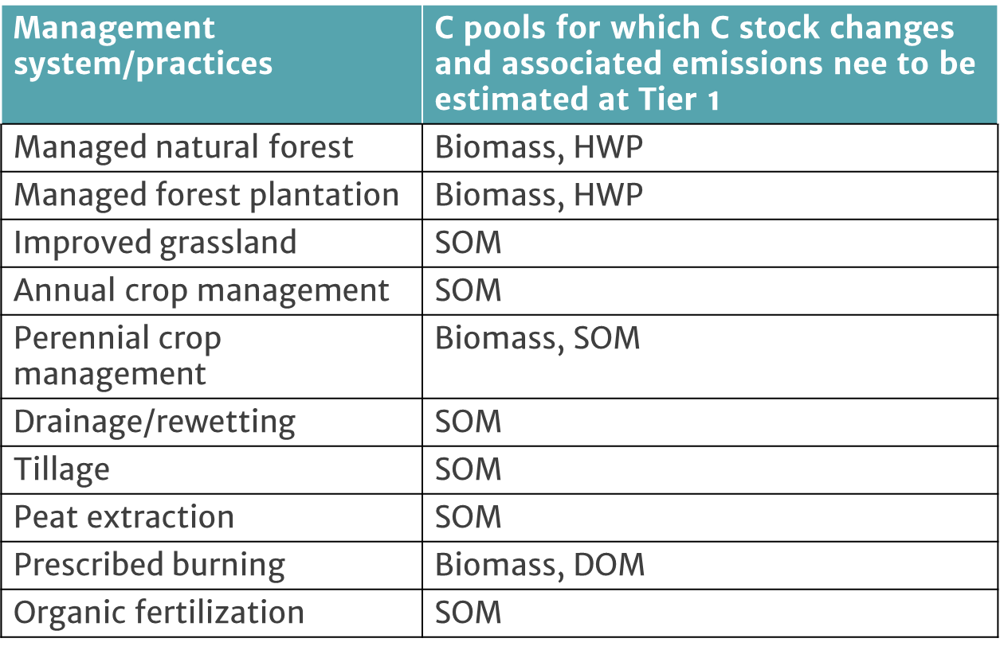 Management
system/practices
C pools for which C stock changes
and associated emissions nee to be
estimated at Tier 1
Managed natural forest
Biomass, HWP
Managed forest plantation
Biomass, HWP
Improved grassland
SOM
Annual crop management
SOM
Perennial crop
management
Biomass, SOM
Drainage/rewetting
SOM
Tillage
SOM
Peat extraction
SOM
Prescribed burning
Biomass, DOM
Organic fertilization
SOM